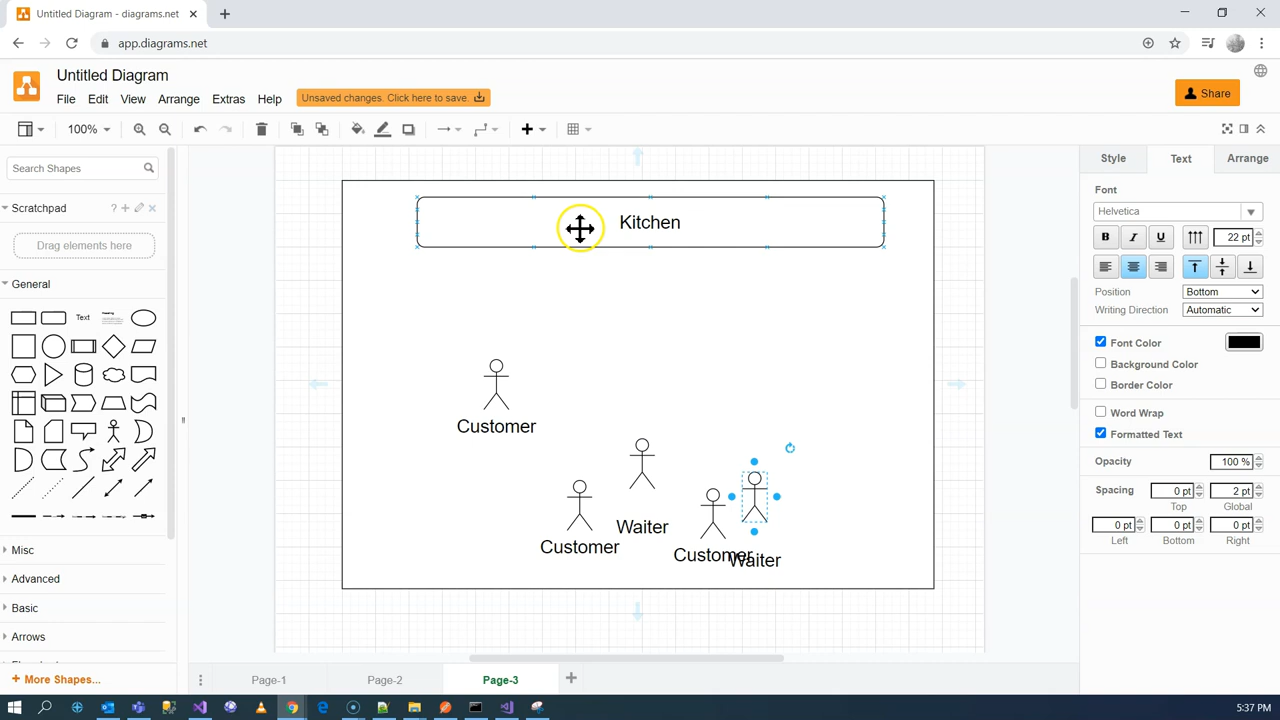 Untitled Diagram - diagrams.net
app.diagrams.net
Untitled Diagram
File Edit View Arrange Extras Help
Unsaved changes. Click here to save.
Share
100%
Search Shapes
Style Text Arrange
Scratchpad
?
Drag elements here
General
Text
Heading
Misc
Advanced
Basic
Arrows
+ More Shapes...
Kitchen
Customer
Waiter
Customer
Customer
Waiter
Font
Helvetica
B I U
22 pt
Position Bottom
Writing Direction Automatic
Font Color
Background Color
Border Color
Word Wrap
Formatted Text
Opacity 100 %
Spacing 0 pt 2 pt
Top Global
0 pt 0 pt 0 pt
Left Bottom Right
Page-1 Page-2 Page-3
5:37 PM